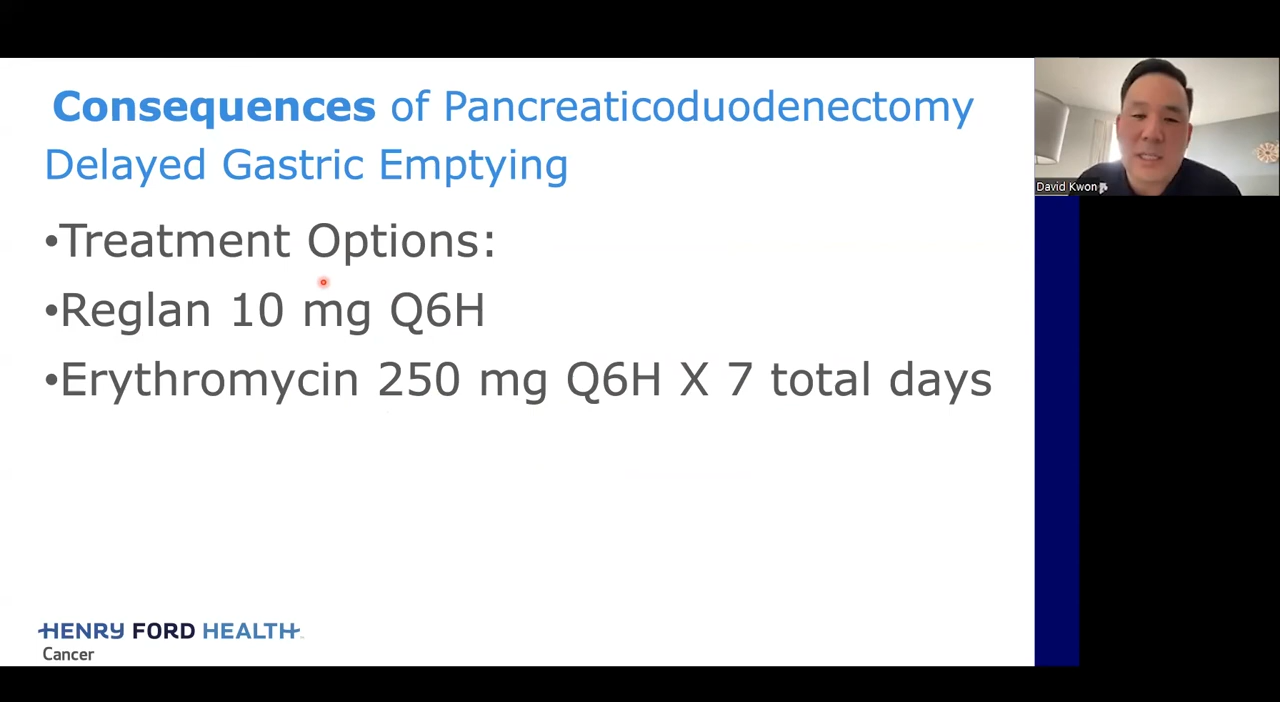 Consequences of Pancreaticoduodenectomy
Delayed Gastric Emptying
•Treatment Options:
•Reglan 10 mg Q6H
•Erythromycin 250 mg Q6H X 7 total days
HENRY FORD HEALTH
Cancer
David Kwon